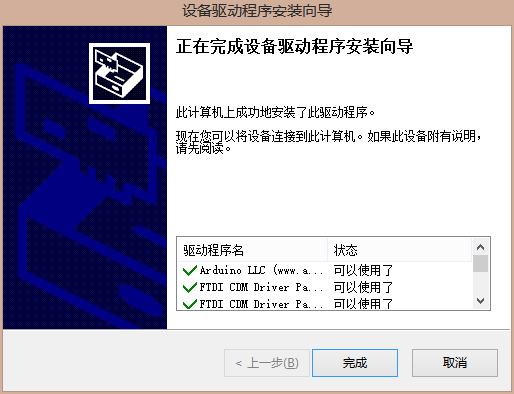 设备驱动程序安装向导
正在完成设备驱动程序安装向导
此计算机上成功地安装了此驱动程序。
现在您可以将设备连接到此计算机。如果此设备附有说明，
请先阅读。
驱动程序名 状态
Arduino LLC (www.a... 可以使用了
FTDI CDM Driver Pa... 可以使用了
FTDI CDM Driver Pa... 可以使用了
< 上一步(B) 完成 取消